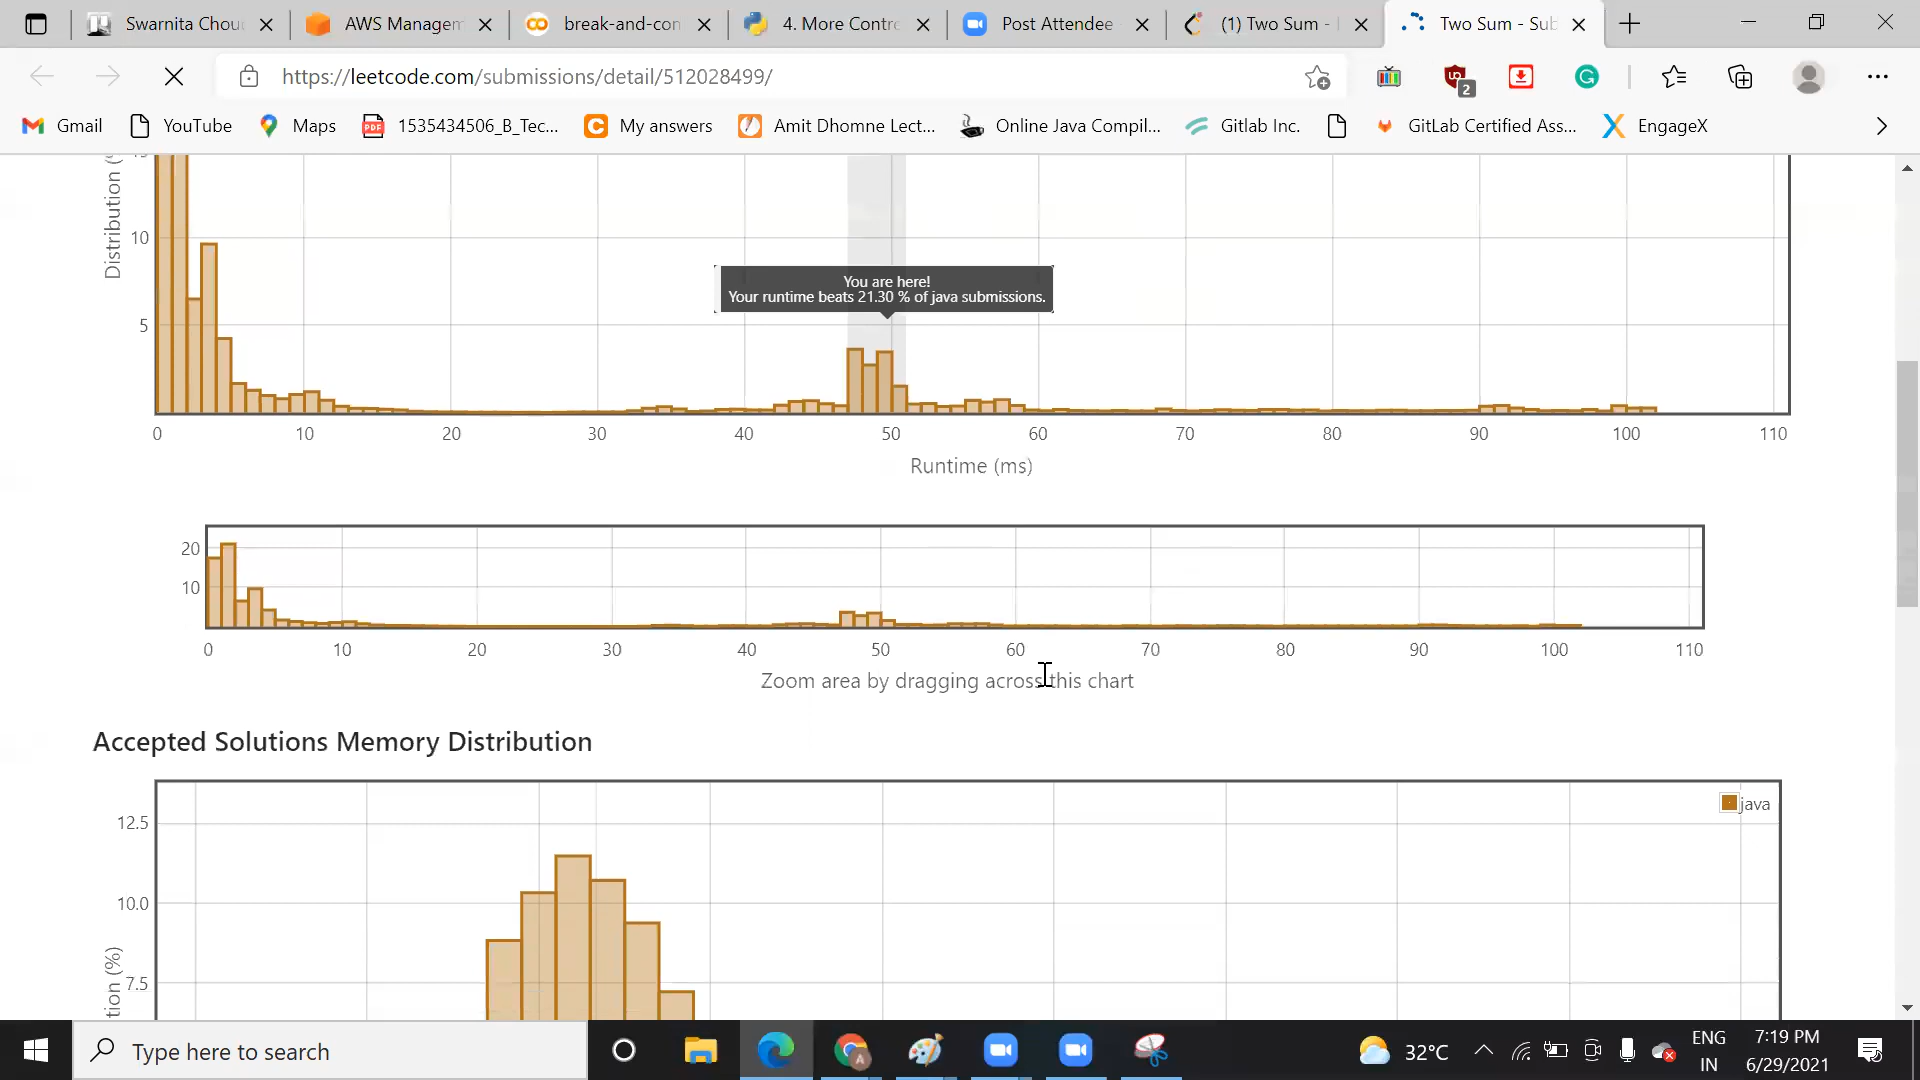 Swarnita Chou
AWS Managem
break-and-con
4. More Contro
Post Attendee
(1) Two Sum -
Two Sum - Sub
https://leetcode.com/submissions/detail/512028499/
2
Gmail
YouTube
Maps
PDF
1535434506_B_Tec...
My answers
Amit Dhomne Lect...
Online Java Compil...
Gitlab Inc.
GitLab Certified Ass...
EngageX
Distribution (
10
5
You are here!
Your runtime beats 21.30 % of java submissions.
0 10 20 30 40 50 60 70 80 90 100 110
Runtime (ms)
20
10
0 10 20 30 40 50 60 70 80 90 100 110
Zoom area by dragging across this chart
Accepted Solutions Memory Distribution
java
12.5
10.0
7.5
tion (%)
Type here to search
A
32°C
ENG
IN
7:19 PM
6/29/2021